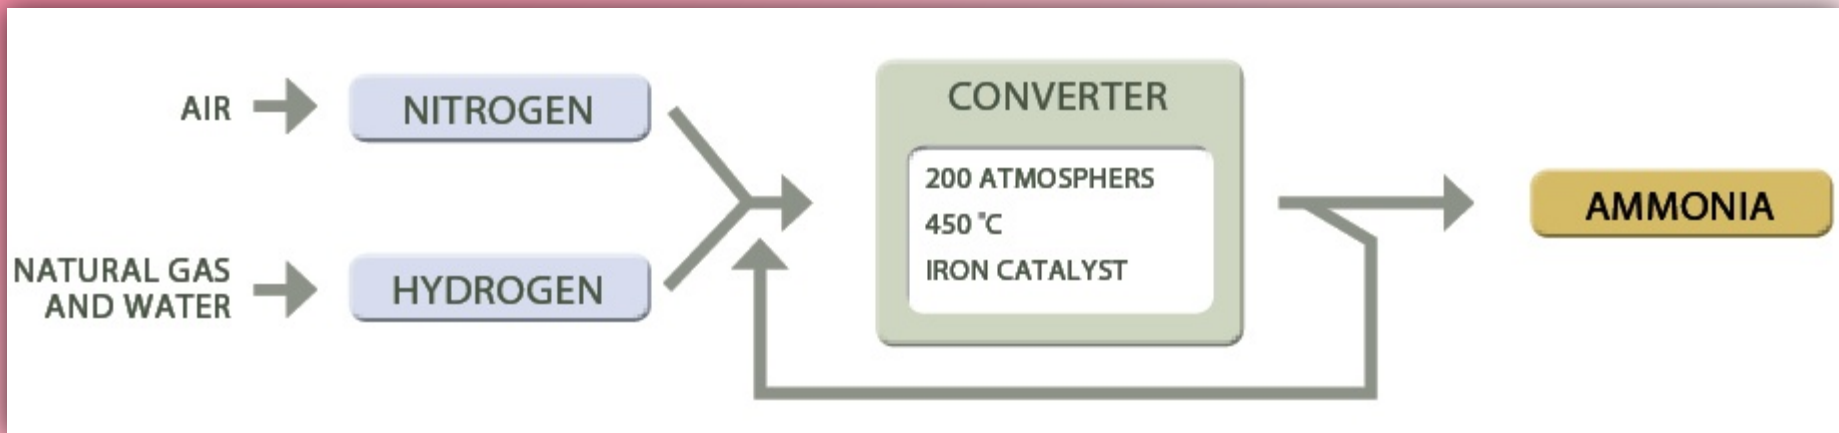 AIR
NITROGEN
NATURAL GAS
AND WATER
HYDROGEN
CONVERTER
200 ATMOSPHERS
450 °C
IRON CATALYST
AMMONIA